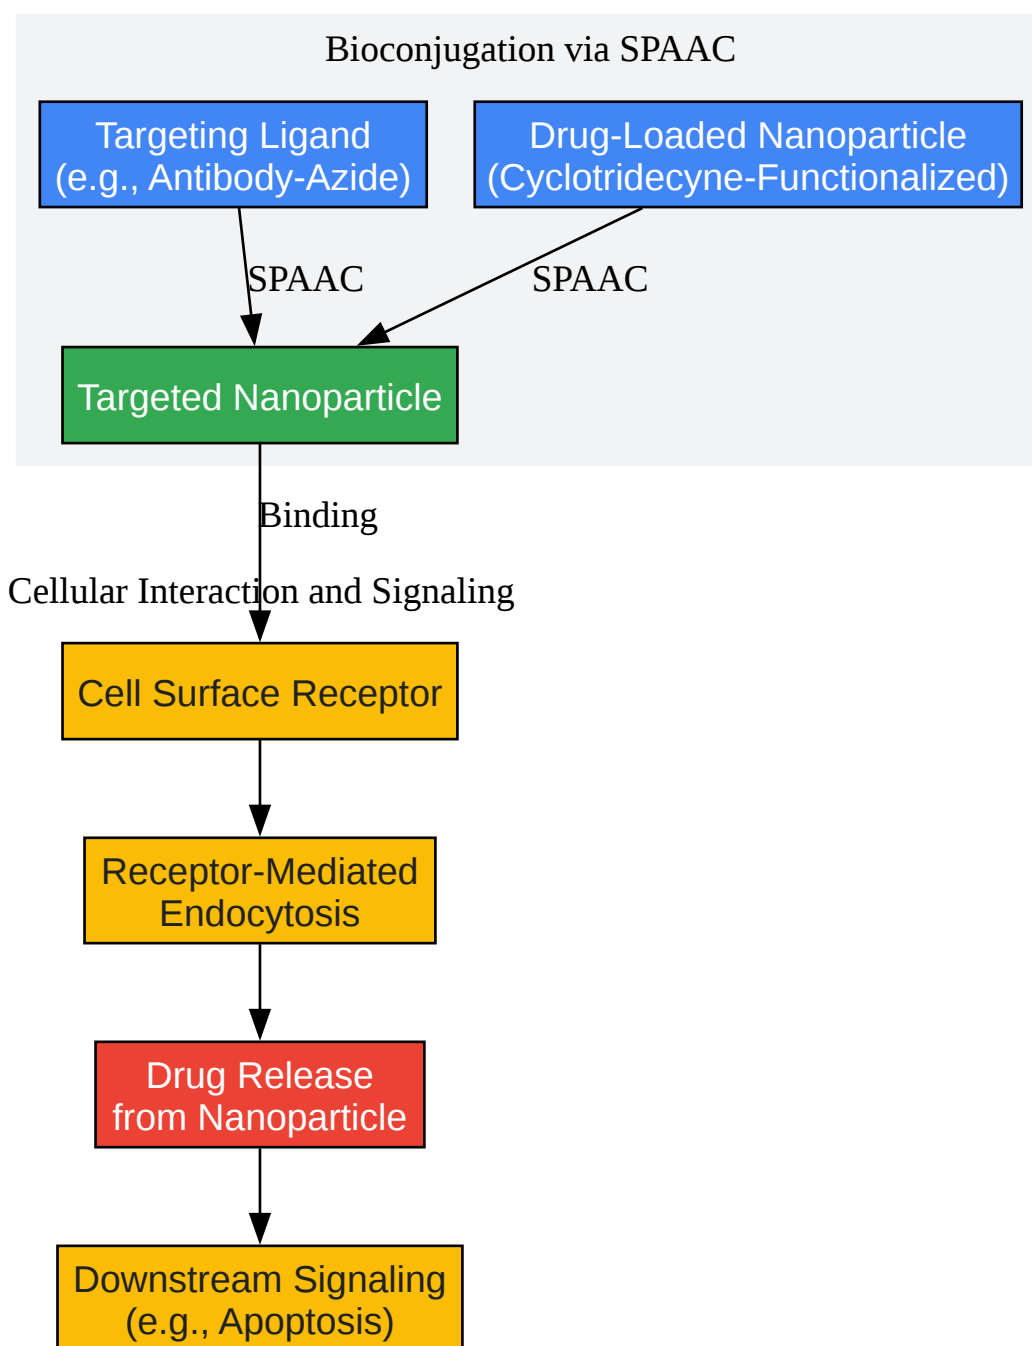 Bioconjugation via SPAAC
Targeting Ligand
(e.g., Antibody-Azide)
Drug-Loaded Nanoparticle
(Cyclotridecyne-Functionalized)
SPAAC
SPAAC
Targeted Nanoparticle
Binding
Cellular Interaction and Signaling
Cell Surface Receptor
Receptor-Mediated
Endocytosis
Drug Release
from Nanoparticle
Downstream Signaling
(e.g., Apoptosis)